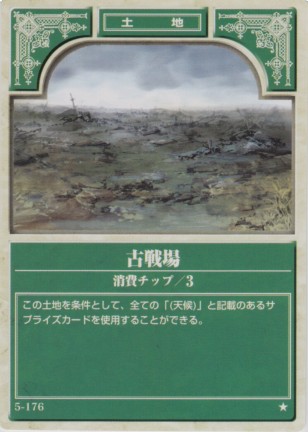 土地
古戦場
消費チップ／3
この土地を条件として、全ての「(天候)」と記載のあるサ
プライズカードを使用することができる。
5-176
★